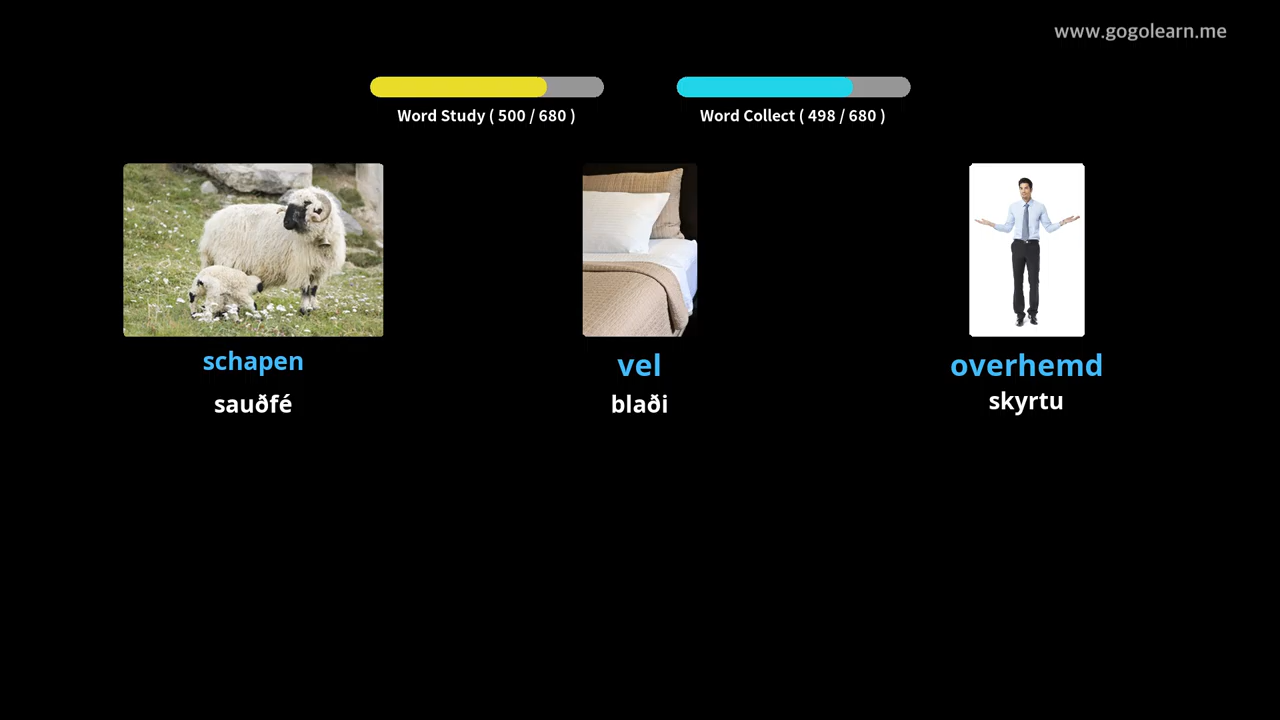 www.gogolearn.me
Word Study ( 500 / 680 )
Word Collect ( 498 / 680 )
schapen
vel
overhemd
sauðfé
blaði
skyrtu